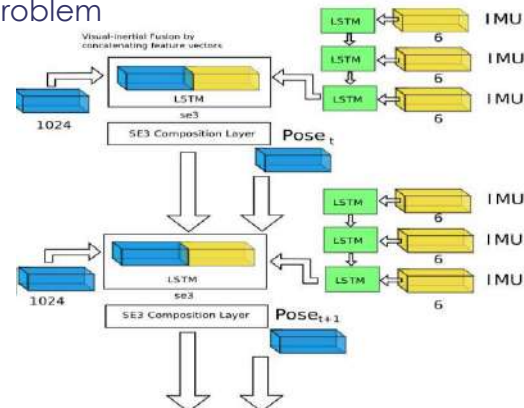 roblem
Visual-Inertial Fusion by
concatenating feature vectors
LSTM
IMU
6
LSTM
IMU
6
LSTM
IMU
6
1024
LSTM
se3
SE3 Composition Layer
Pose t
LSTM
IMU
6
LSTM
IMU
6
LSTM
IMU
6
1024
LSTM
se3
SE3 Composition Layer
Pose t+1